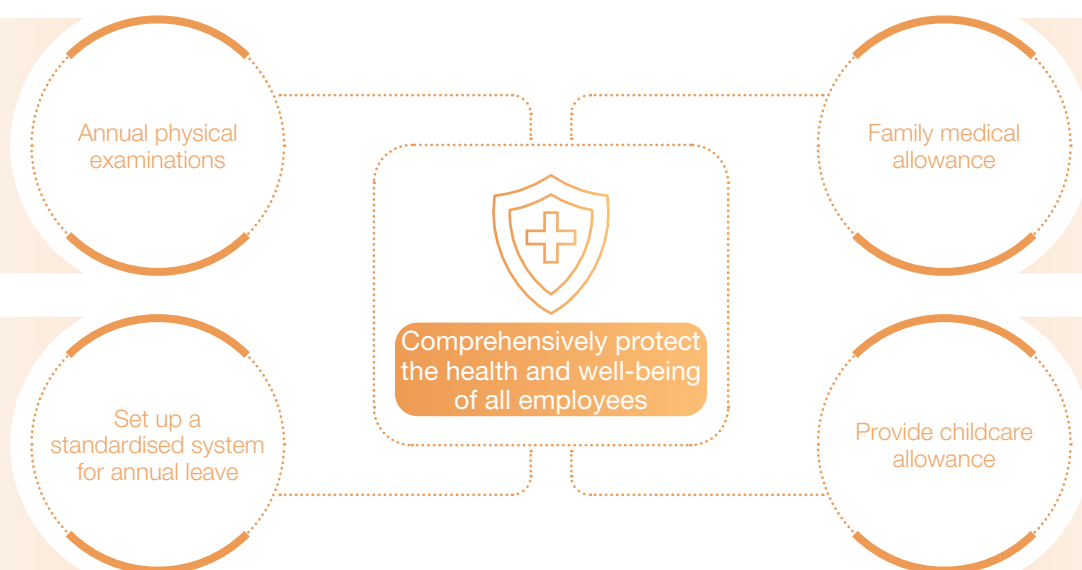 Annual physical
examinations
Family medical
allowance
Comprehensively protect
the health and well-being
of all employees
Set up a
standardised system
for annual leave
Provide childcare
allowance